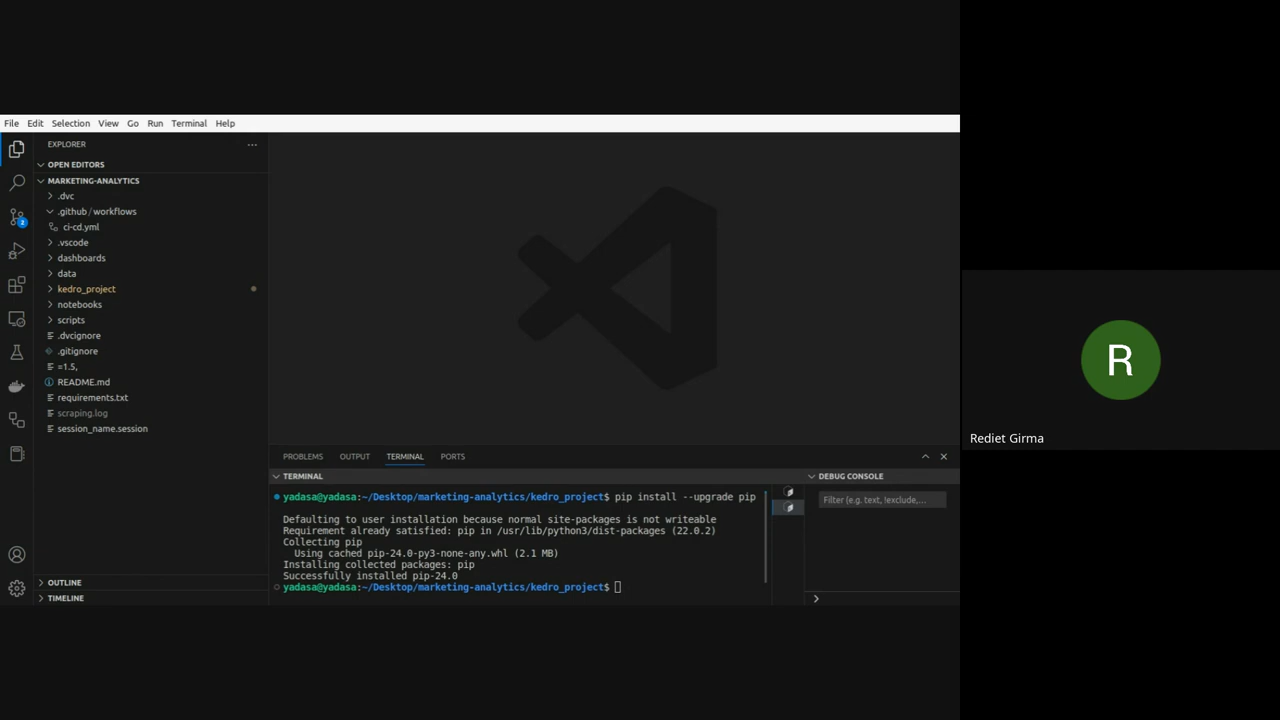 File Edit Selection View Go Run Terminal Help
EXPLORER
OPEN EDITORS
MARKETING-ANALYTICS
.dvc
.github / workflows
ci-cd.yml
.vscode
dashboards
data
kedro_project
notebooks
scripts
.dvcignore
.gitignore
=1.5,
README.md
requirements.txt
scraping.log
session_name.session
OUTLINE
TIMELINE
2
PROBLEMS OUTPUT TERMINAL PORTS
TERMINAL
yadasa@yadasa:~/Desktop/marketing-analytics/kedro_project$ pip install --upgrade pip
Defaulting to user installation because normal site-packages is not writeable
Requirement already satisfied: pip in /usr/lib/python3/dist-packages (22.0.2)
Collecting pip
Using cached pip-24.0-py3-none-any.whl (2.1 MB)
Installing collected packages: pip
Successfully installed pip-24.0
yadasa@yadasa:~/Desktop/marketing-analytics/kedro_project$
DEBUG CONSOLE
Filter (e.g. text, !exclude,...
R
Rediet Girma